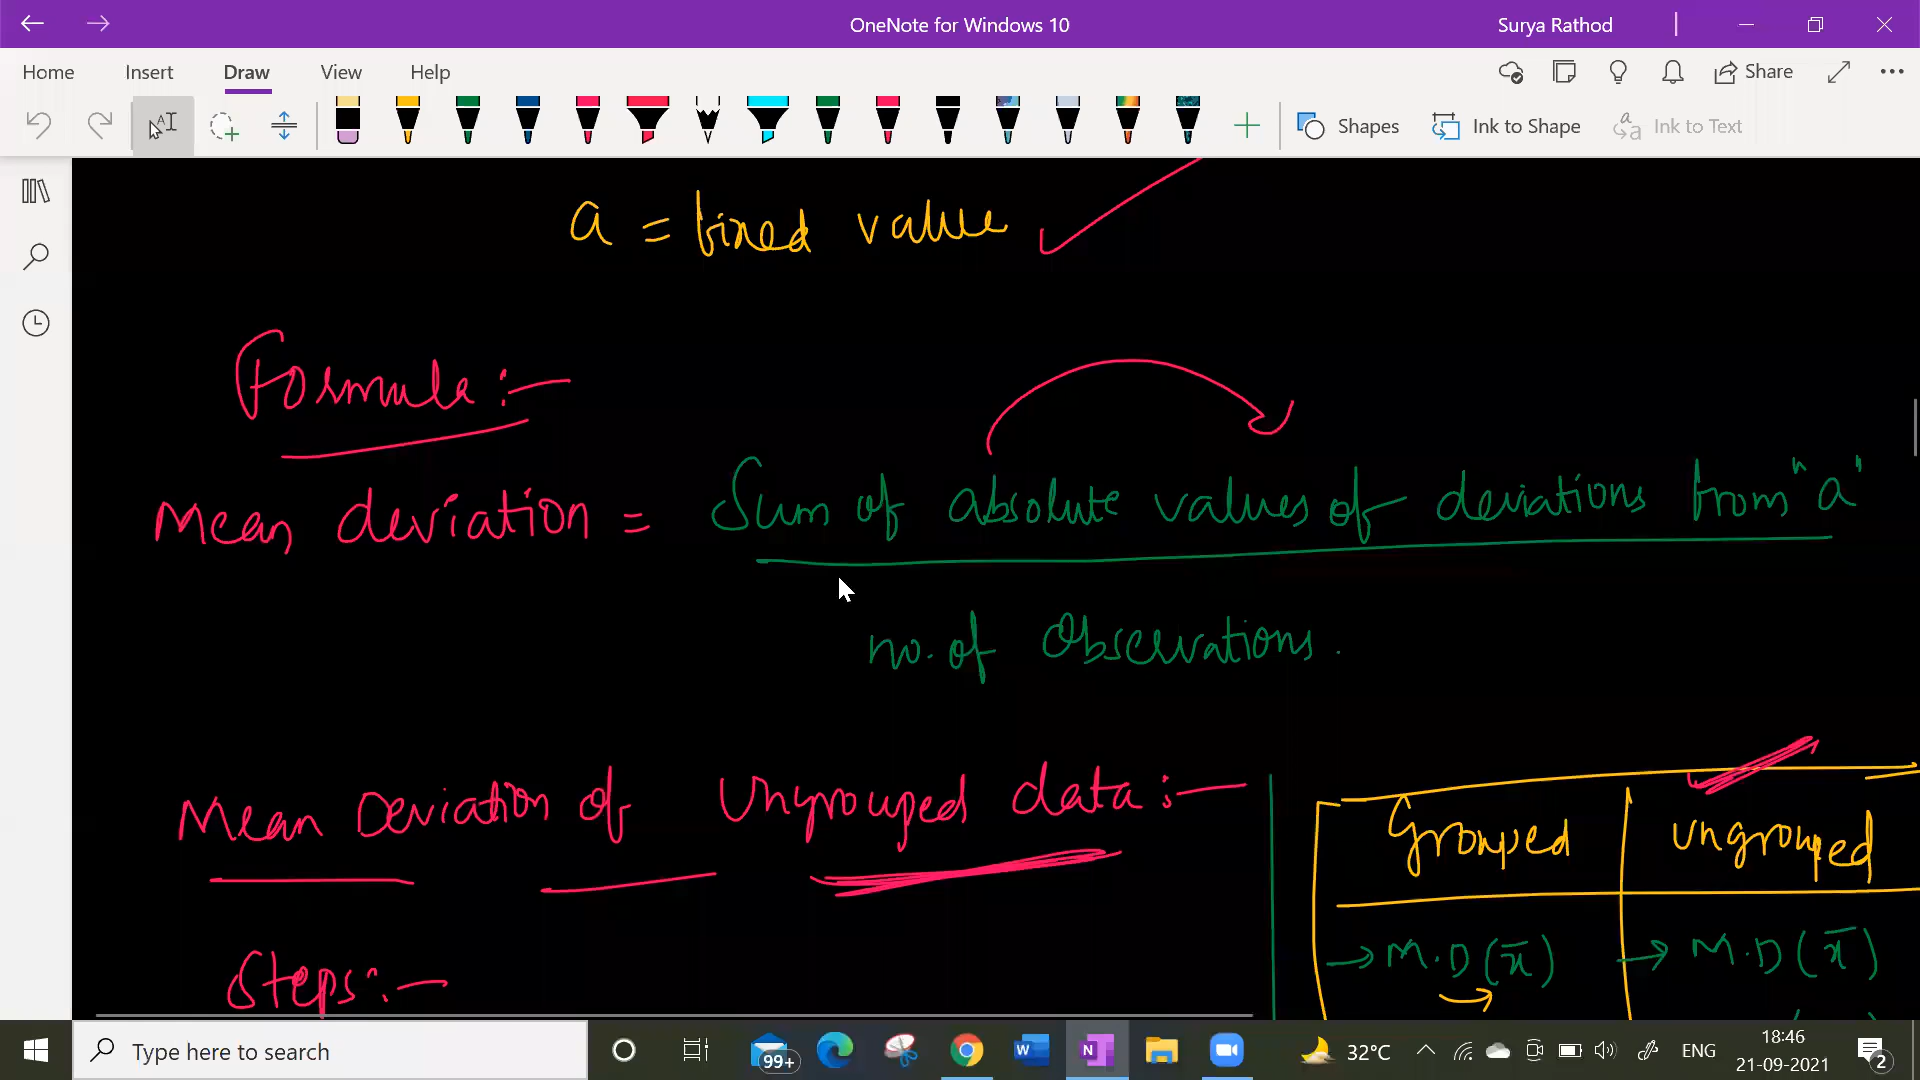 OneNote for Windows 10
Surya Rathod
Home Insert Draw View Help
Share
Shapes Ink to Shape Ink to Text
a = fixed value
Formula:-
Mean deviation = Sum of absolute values of deviations from "a"
no. of Observations.
Mean Deviation of Ungrouped data:-
Grouped ungrouped
→ M.D (x̄) → M.D (x̄)
Steps:-
Type here to search
99+
32°C
ENG
18:46
21-09-2021
2